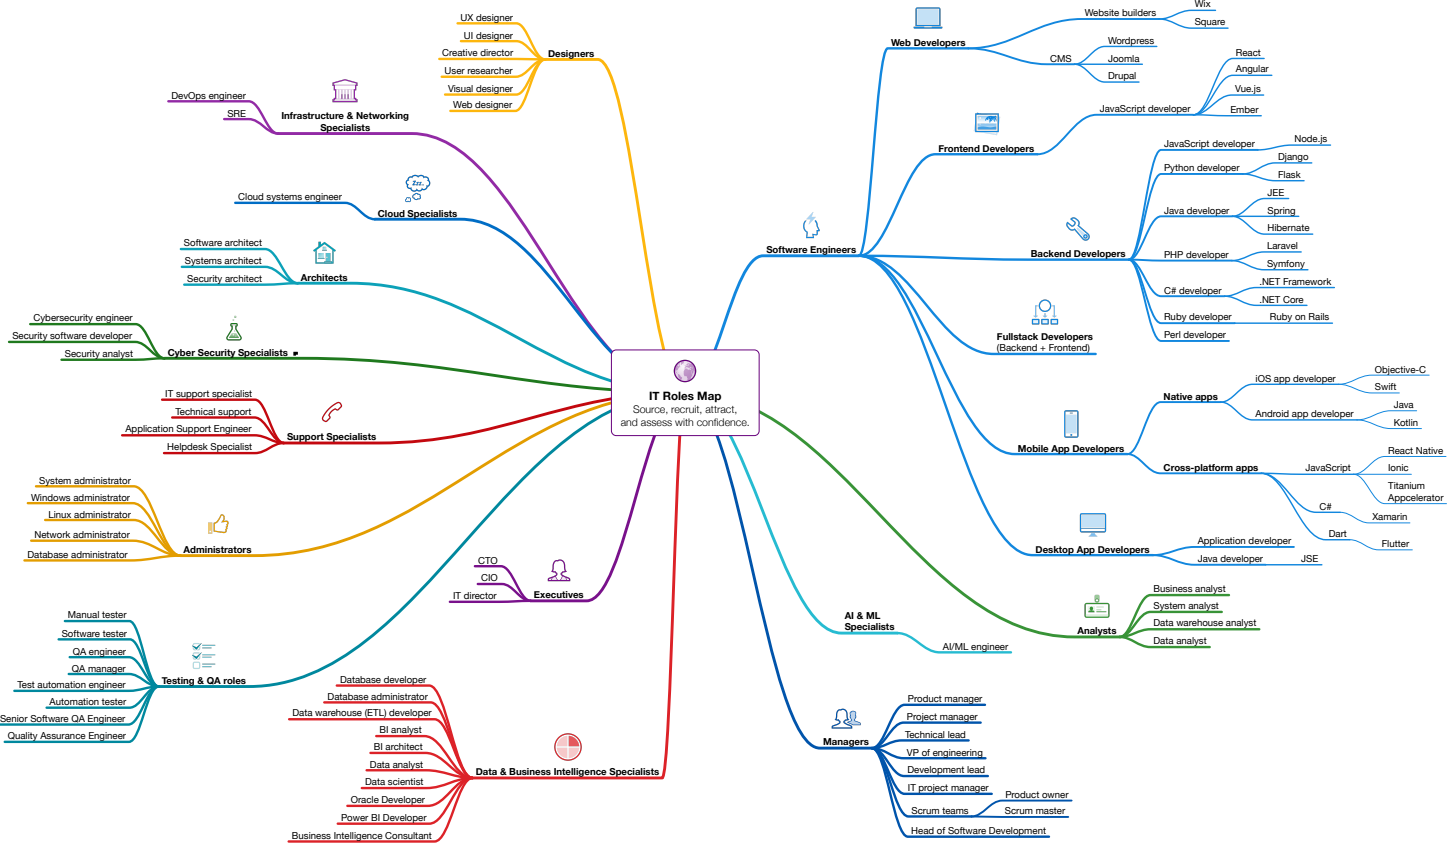 IT Roles Map
Source, recruit, attract,
and assess with confidence.
Designers
UX designer
UI designer
Creative director
User researcher
Visual designer
Web designer
Infrastructure & Networking
Specialists
DevOps engineer
SRE
Cloud Specialists
Zzz..
Cloud systems engineer
Architects
Software architect
Systems architect
Security architect
Cyber Security Specialists
Cybersecurity engineer
Security software developer
Security analyst
Support Specialists
IT support specialist
Technical support
Application Support Engineer
Helpdesk Specialist
Administrators
System administrator
Windows administrator
Linux administrator
Network administrator
Database administrator
Testing & QA roles
Manual tester
Software tester
QA engineer
QA manager
Test automation engineer
Automation tester
Senior Software QA Engineer
Quality Assurance Engineer
Executives
CTO
CIO
IT director
Data & Business Intelligence Specialists
Database developer
Database administrator
Data warehouse (ETL) developer
BI analyst
BI architect
Data analyst
Data scientist
Oracle Developer
Power BI Developer
Business Intelligence Consultant
Software Engineers
Web Developers
Website builders
Wix
Square
CMS
Wordpress
Joomla
Drupal
Frontend Developers
JavaScript developer
React
Angular
Vue.js
Ember
Backend Developers
JavaScript developer
Node.js
Python developer
Django
Flask
Java developer
JEE
Spring
Hibernate
PHP developer
Laravel
Symfony
C# developer
.NET Framework
.NET Core
Ruby developer
Ruby on Rails
Perl developer
Fullstack Developers
(Backend + Frontend)
Mobile App Developers
Native apps
iOS app developer
Objective-C
Swift
Android app developer
Java
Kotlin
Cross-platform apps
JavaScript
React Native
Ionic
Titanium
Appcelerator
C#
Xamarin
Dart
Flutter
Desktop App Developers
Application developer
Java developer
JSE
Analysts
Business analyst
System analyst
Data warehouse analyst
Data analyst
AI & ML
Specialists
AI/ML engineer
Managers
Product manager
Project manager
Technical lead
VP of engineering
Development lead
IT project manager
Scrum teams
Product owner
Scrum master
Head of Software Development